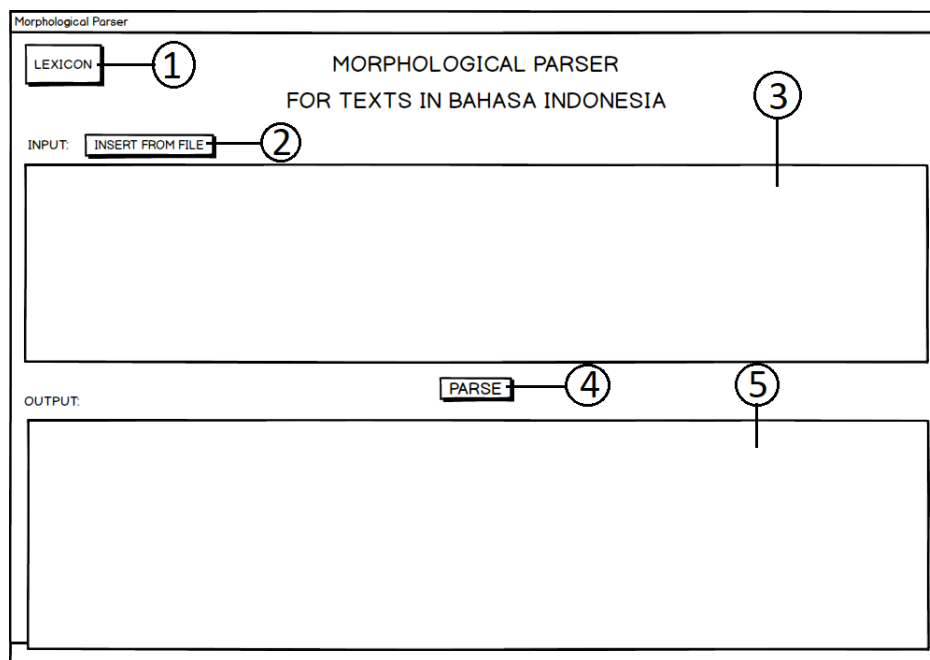 Morphological Parser
LEXICON
1
MORPHOLOGICAL PARSER
FOR TEXTS IN BAHASA INDONESIA
3
INPUT:
INSERT FROM FILE
2
PARSE
4
5
OUTPUT: